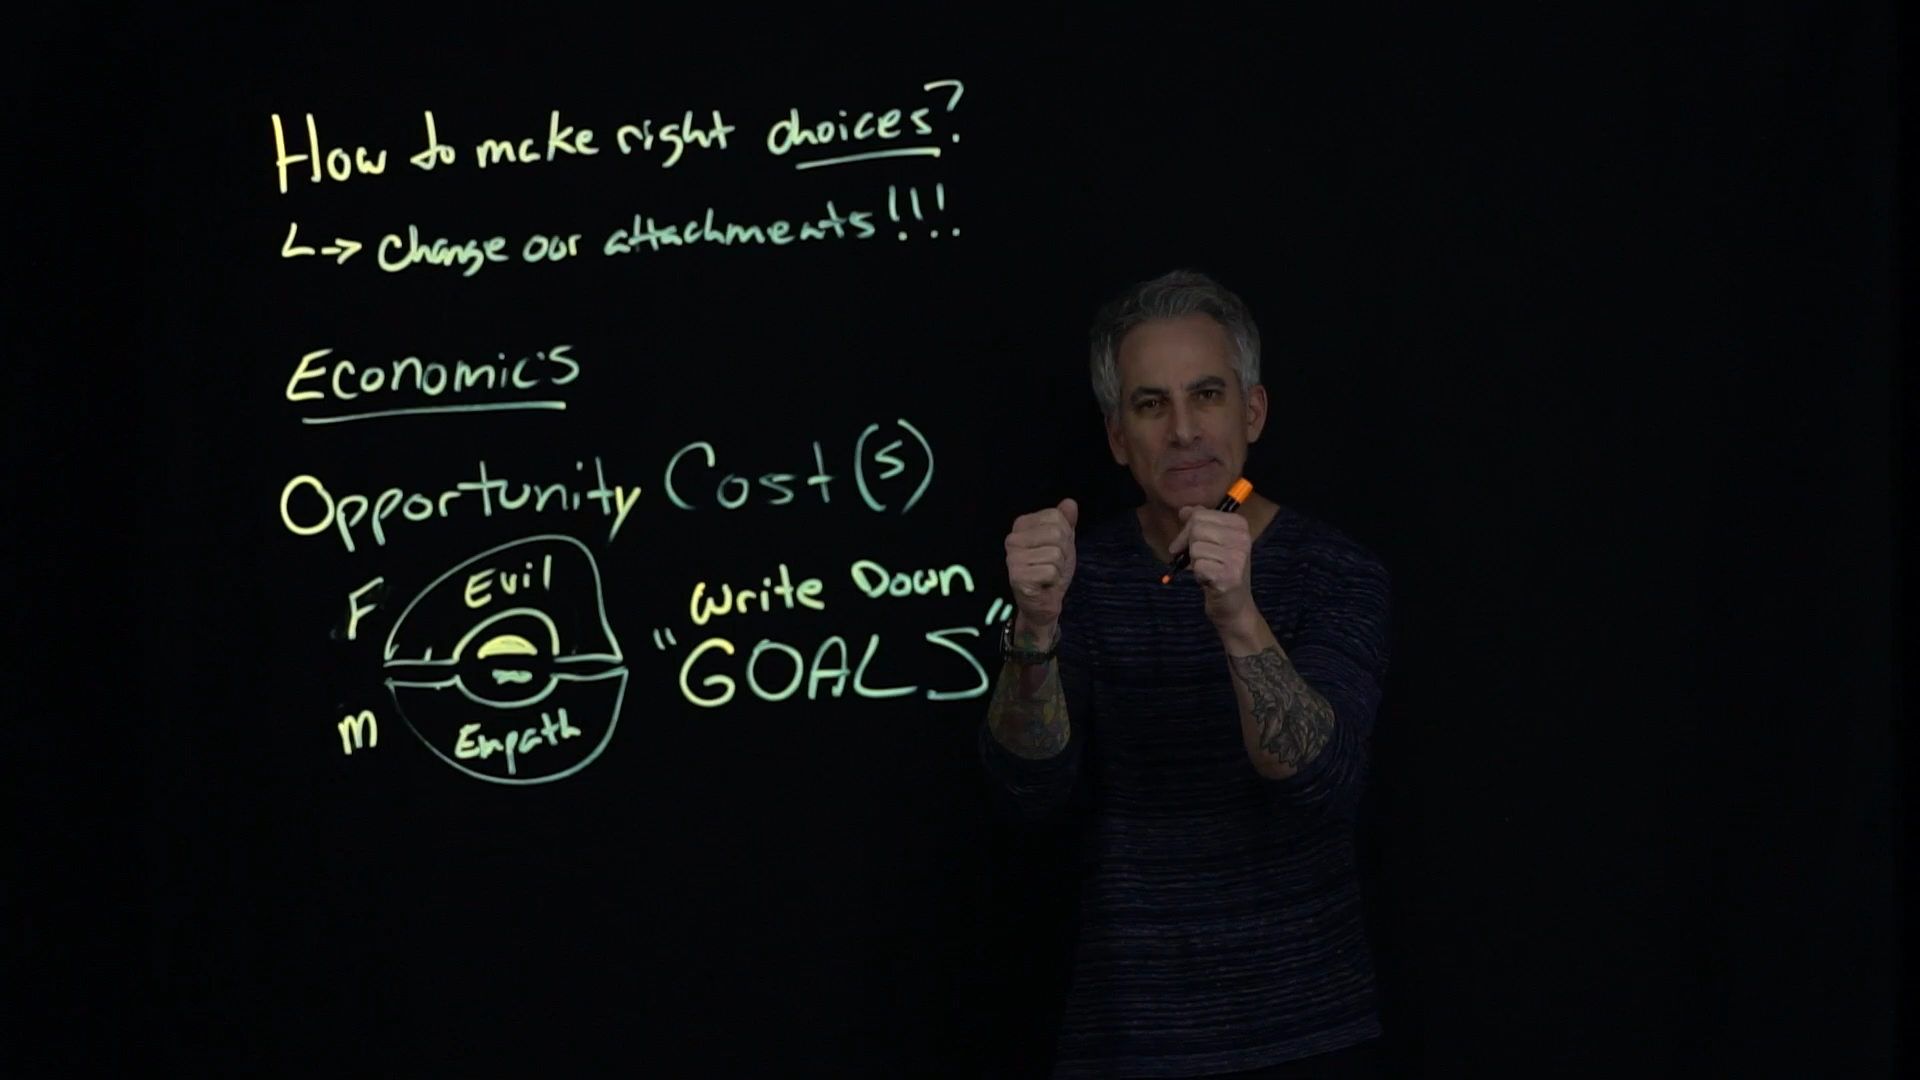 How to make right choices?
↳ change our attachments!!!
Economics
Opportunity Cost(s)
F
Evil
M
Empath
Write Down
"GOALS"